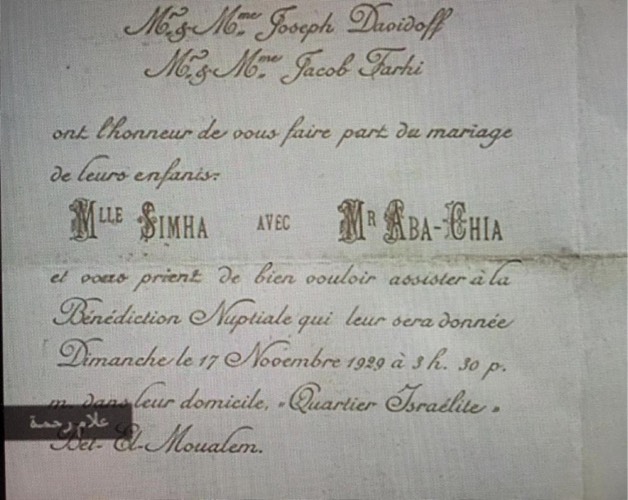 Mr. & Mme. Joseph Davidoff
Mr. & Mme. Jacob Farhi
ont l'honneur de vous faire part du mariage
de leurs enfants:
MLLE SIMHA AVEC MR ABA-CHIA
et vous prient de bien vouloir assister à la
Bénédiction Nuptiale qui leur sera donnée
Dimanche le 17 Novembre 1929 à 3 h. 30 p.
m. dans leur domicile, « Quartier Israélite »
علام رحمة
Bet-El-Moualem.